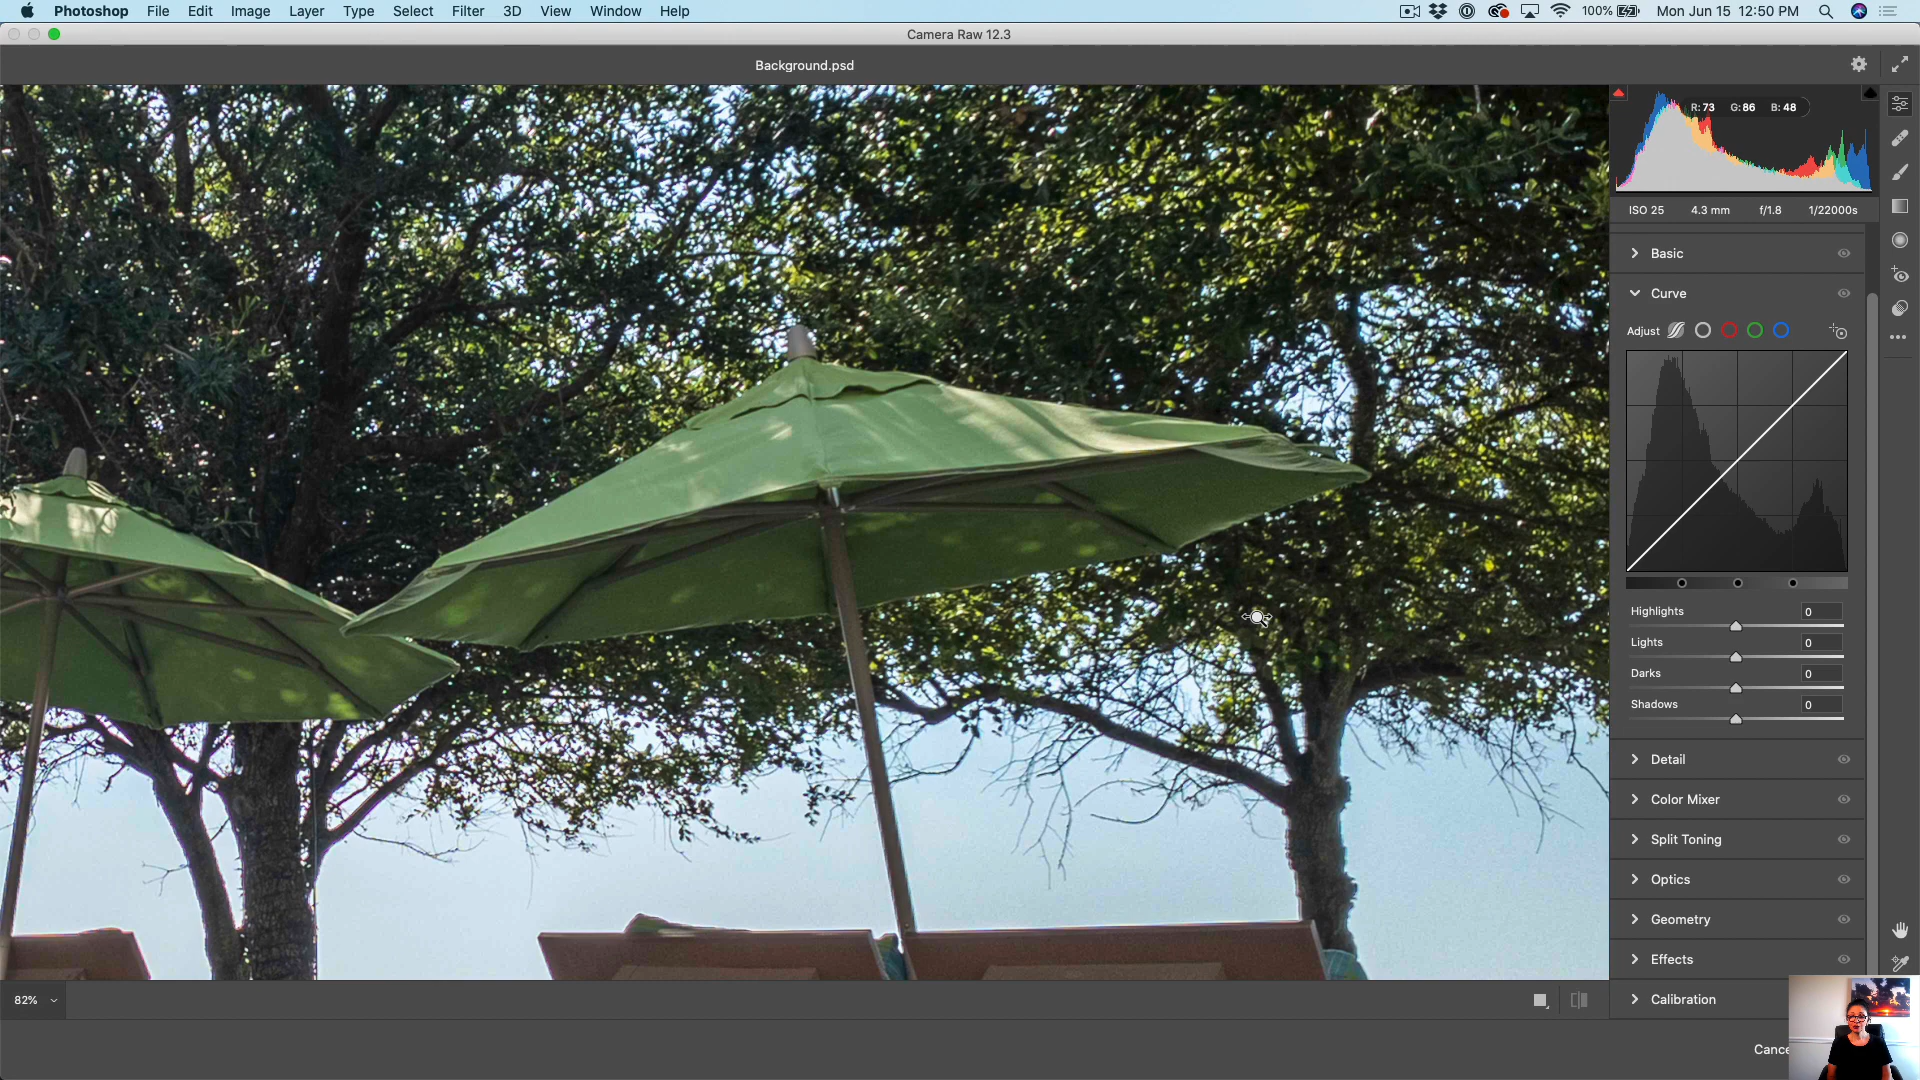 Photoshop File Edit Image Layer Type Select Filter 3D View Window Help 100% Mon Jun 15 12:50 PM
Camera Raw 12.3
Background.psd
R:73 G:86 B:48
ISO 25 4.3 mm f/1.8 1/22000s
Basic
Curve
Adjust
Highlights 0
Lights 0
Darks 0
Shadows 0
Detail
Color Mixer
Split Toning
Optics
Geometry
Effects
82%
Calibration
Cance